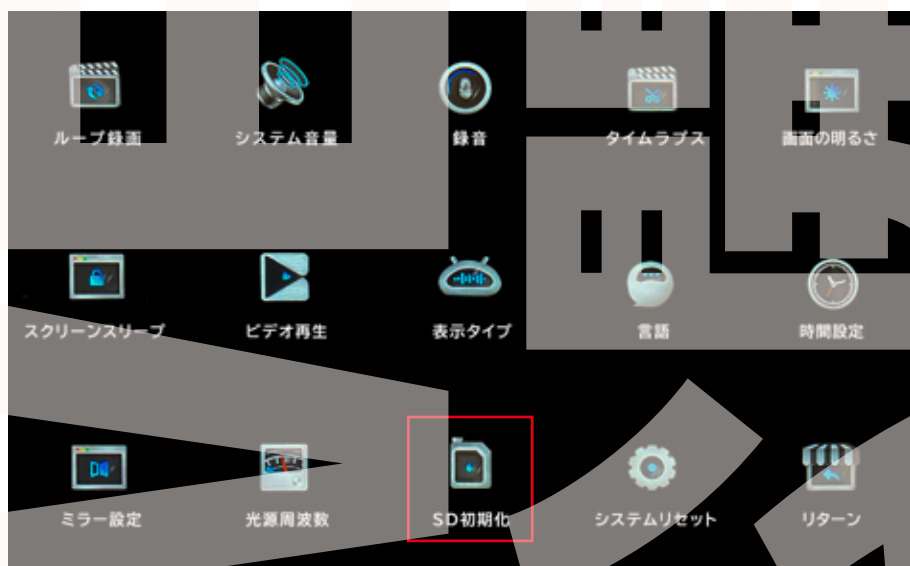 ループ録画
システム音量
録音
タイムラプス
画面の明るさ
スクリーンスリープ
ビデオ再生
表示タイプ
言語
時間設定
ミラー設定
光源周波数
SD初期化
システムリセット
リターン